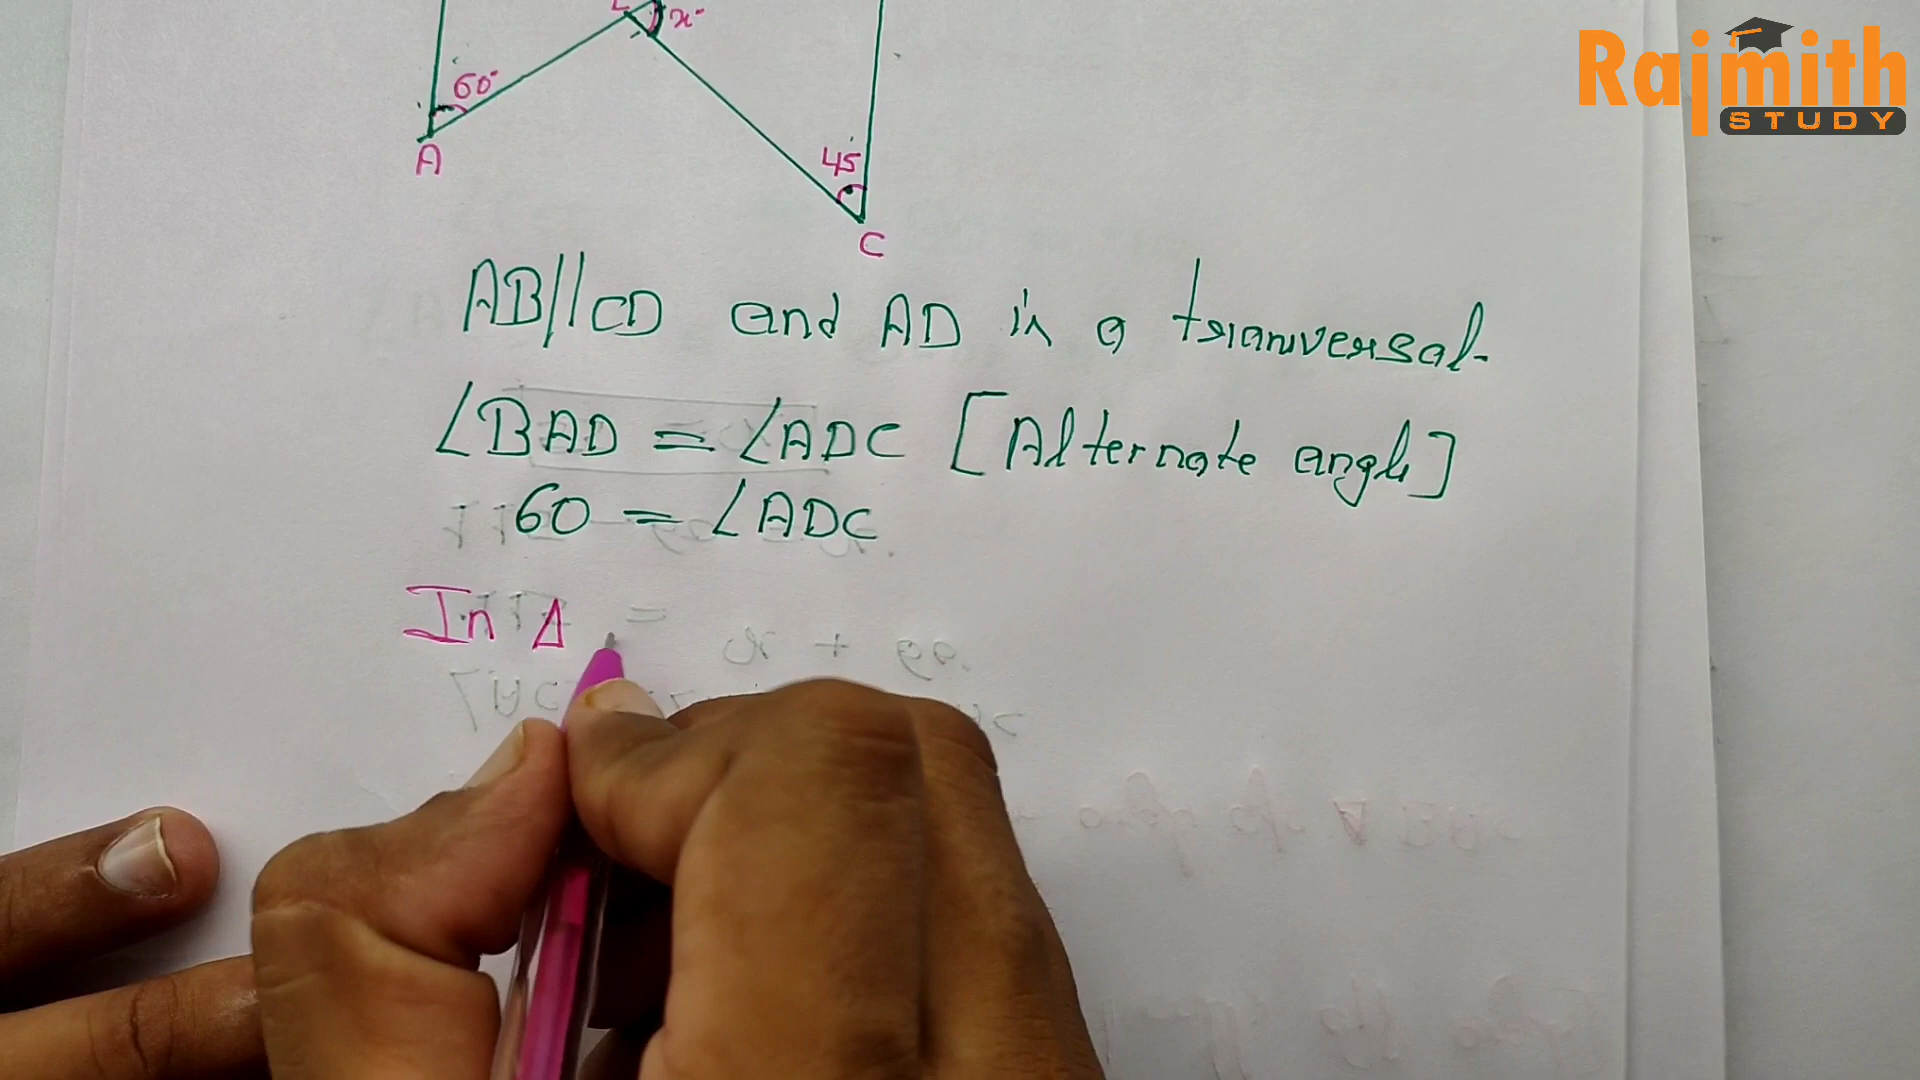 Rajmith
STUDY
x°
60°
A
45
C
AB//CD and AD is a transversal.
∠BAD = ∠ADC [Alternate angle]
60 = ∠ADC
In Δ